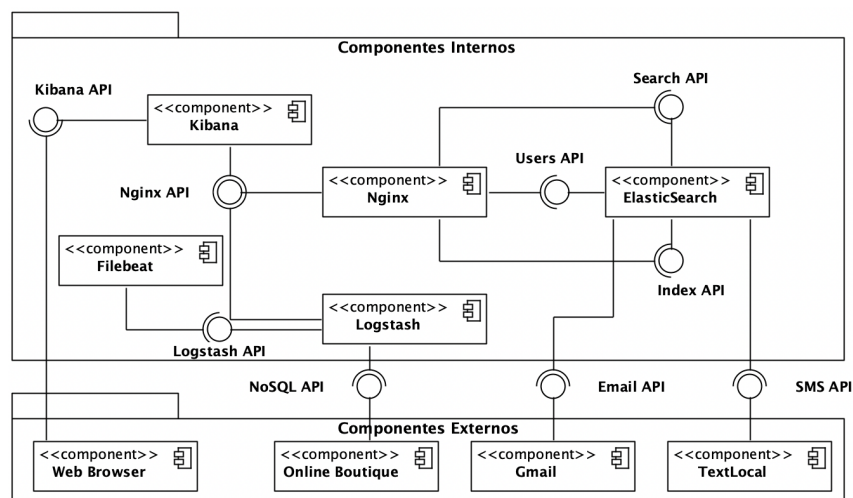 Componentes Internos
Kibana API
Search API
<<component>>
Kibana
Users API
Nginx API
<<component>>
Nginx
<<component>>
ElasticSearch
<<component>>
Filebeat
Index API
<<component>>
Logstash
Logstash API
NoSQL API
Email API
SMS API
Componentes Externos
<<component>>
Web Browser
<<component>>
Online Boutique
<<component>>
Gmail
<<component>>
TextLocal